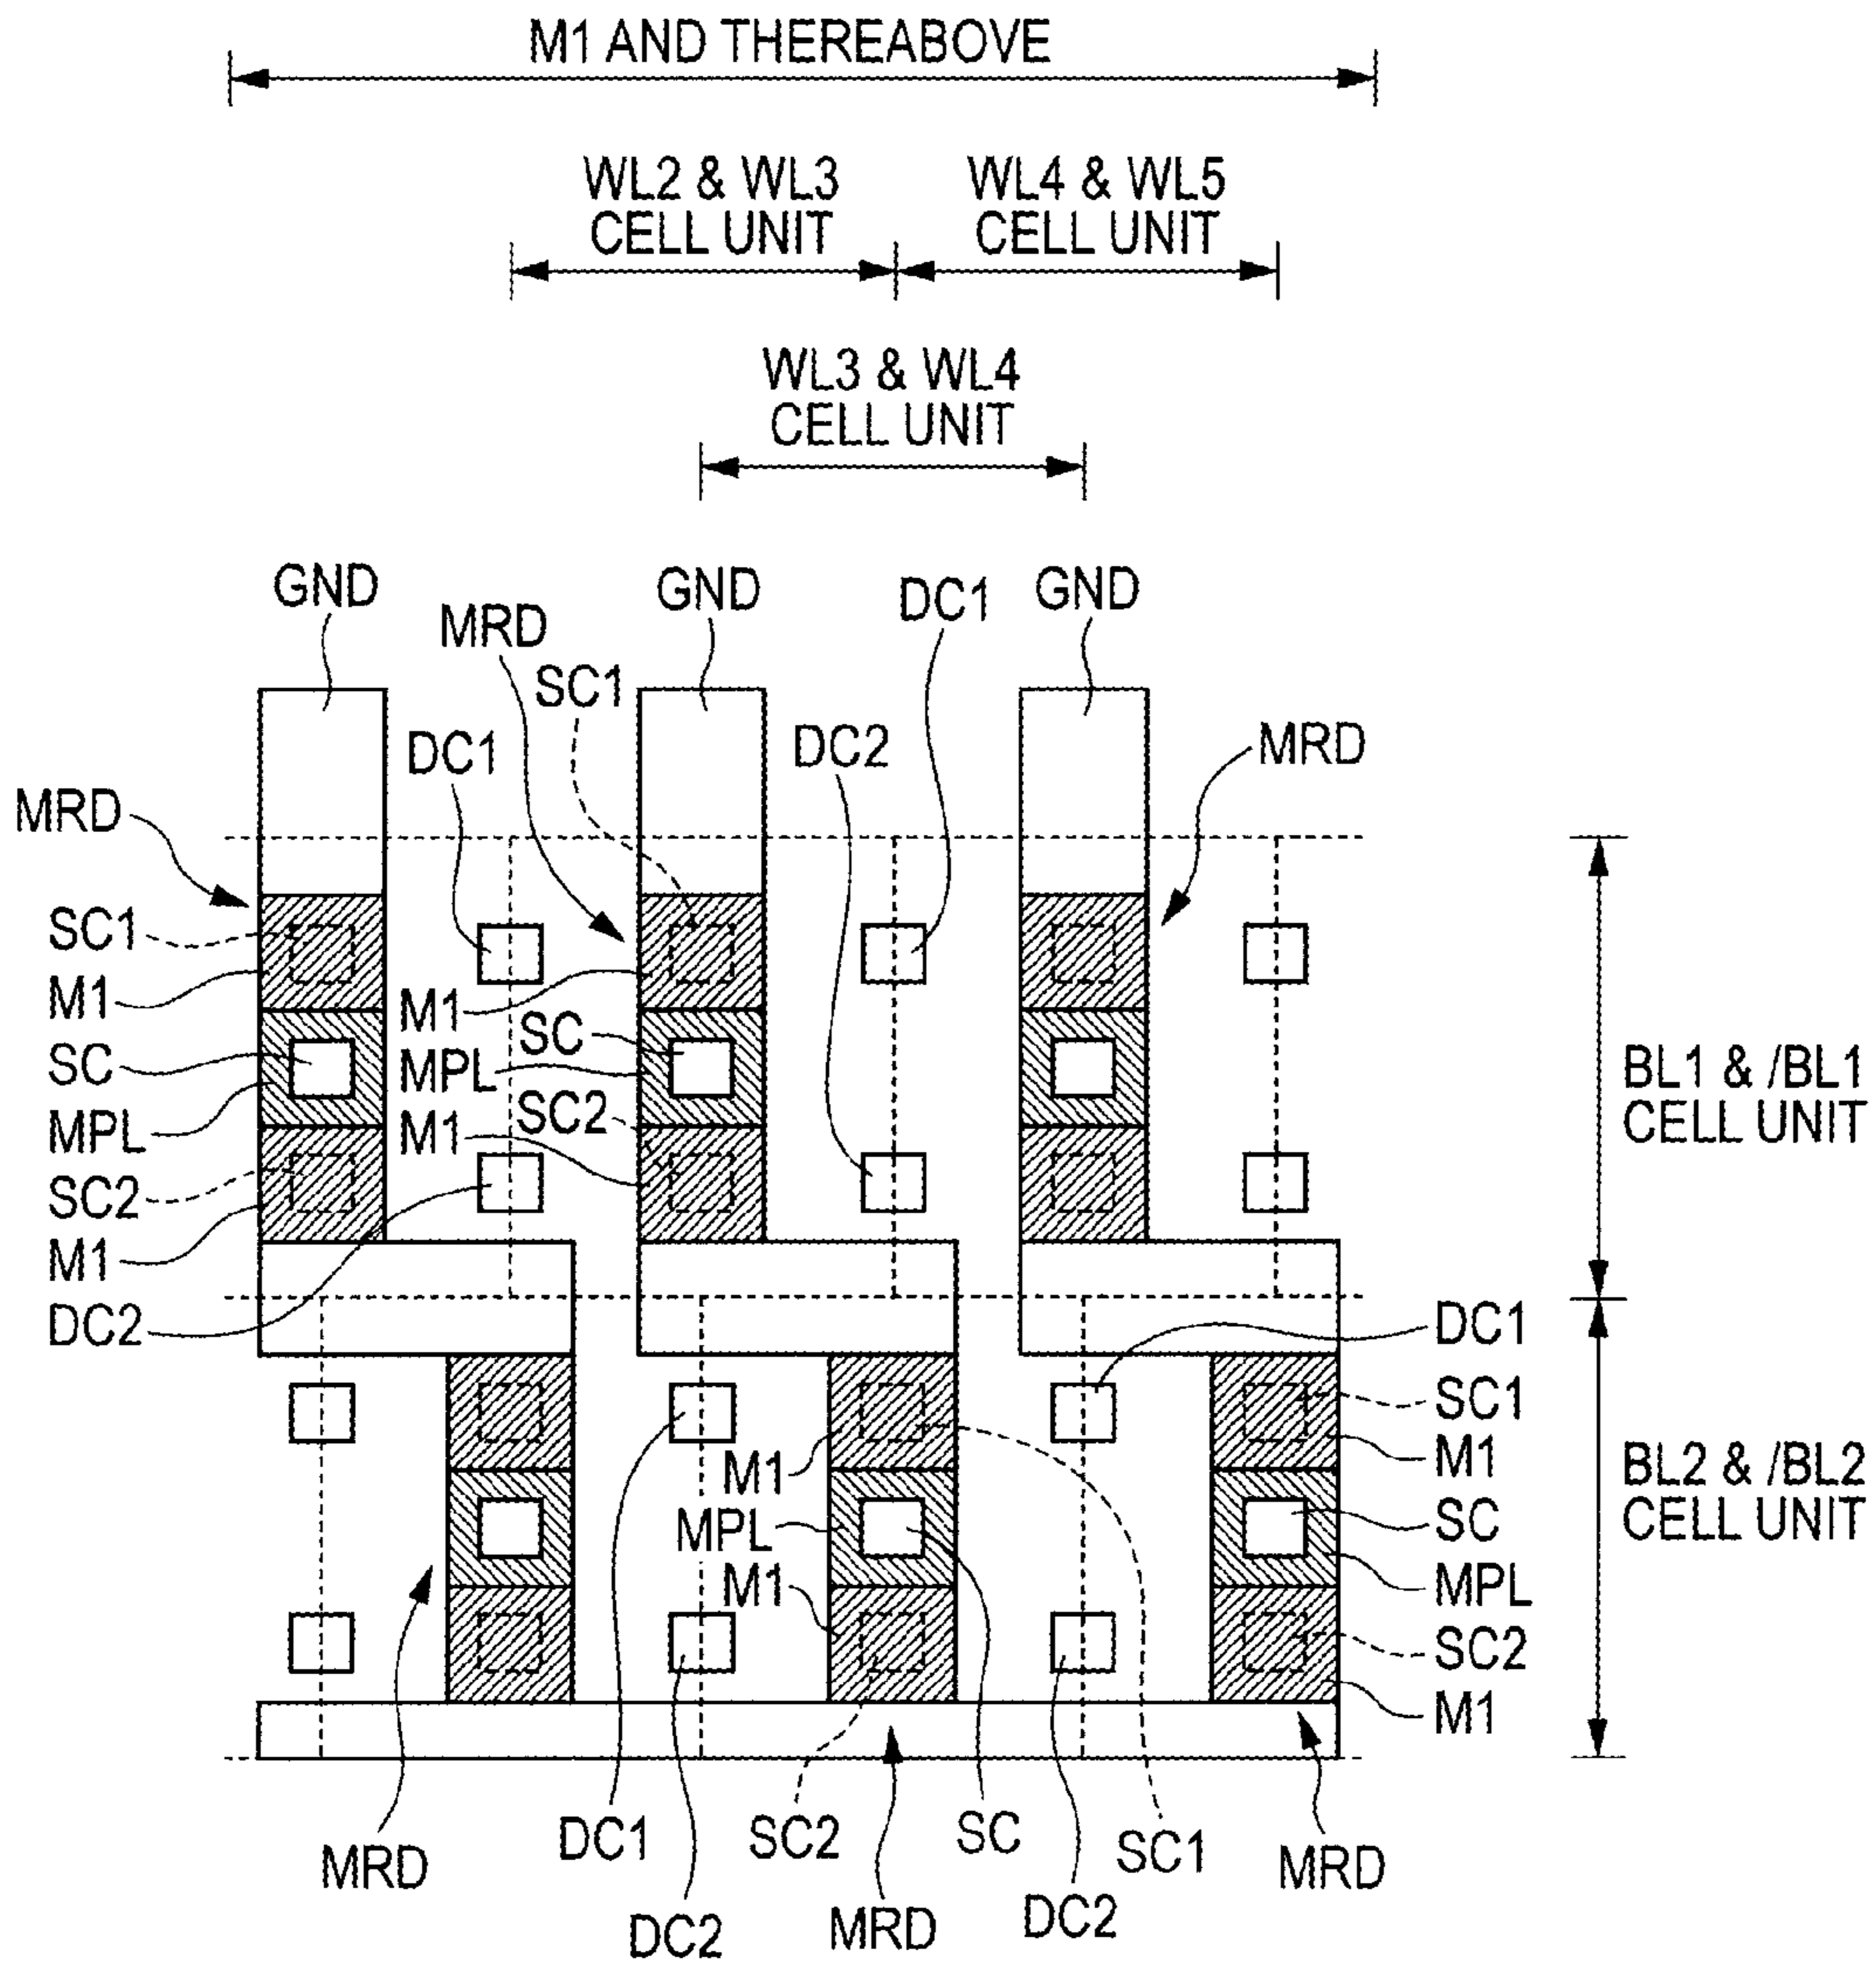 M1 AND THEREABOVE
WL2 & WL3
CELL UNIT
WL4 & WL5
CELL UNIT
WL3 & WL4
CELL UNIT
GND
MRD
GND
DC1
GND
SC1
DC1
DC2
MRD
MRD
SC1
M1
M1
SC
SC
MPL
MPL
SC2
M1
SC2
M1
DC2
BL1 & /BL1
CELL UNIT
DC1
SC1
M1
M1
BL2 & /BL2
CELL UNIT
SC
MPL
MPL
M1
SC2
M1
DC1
SC2
SC
SC1
MRD
MRD
DC2
MRD
DC2